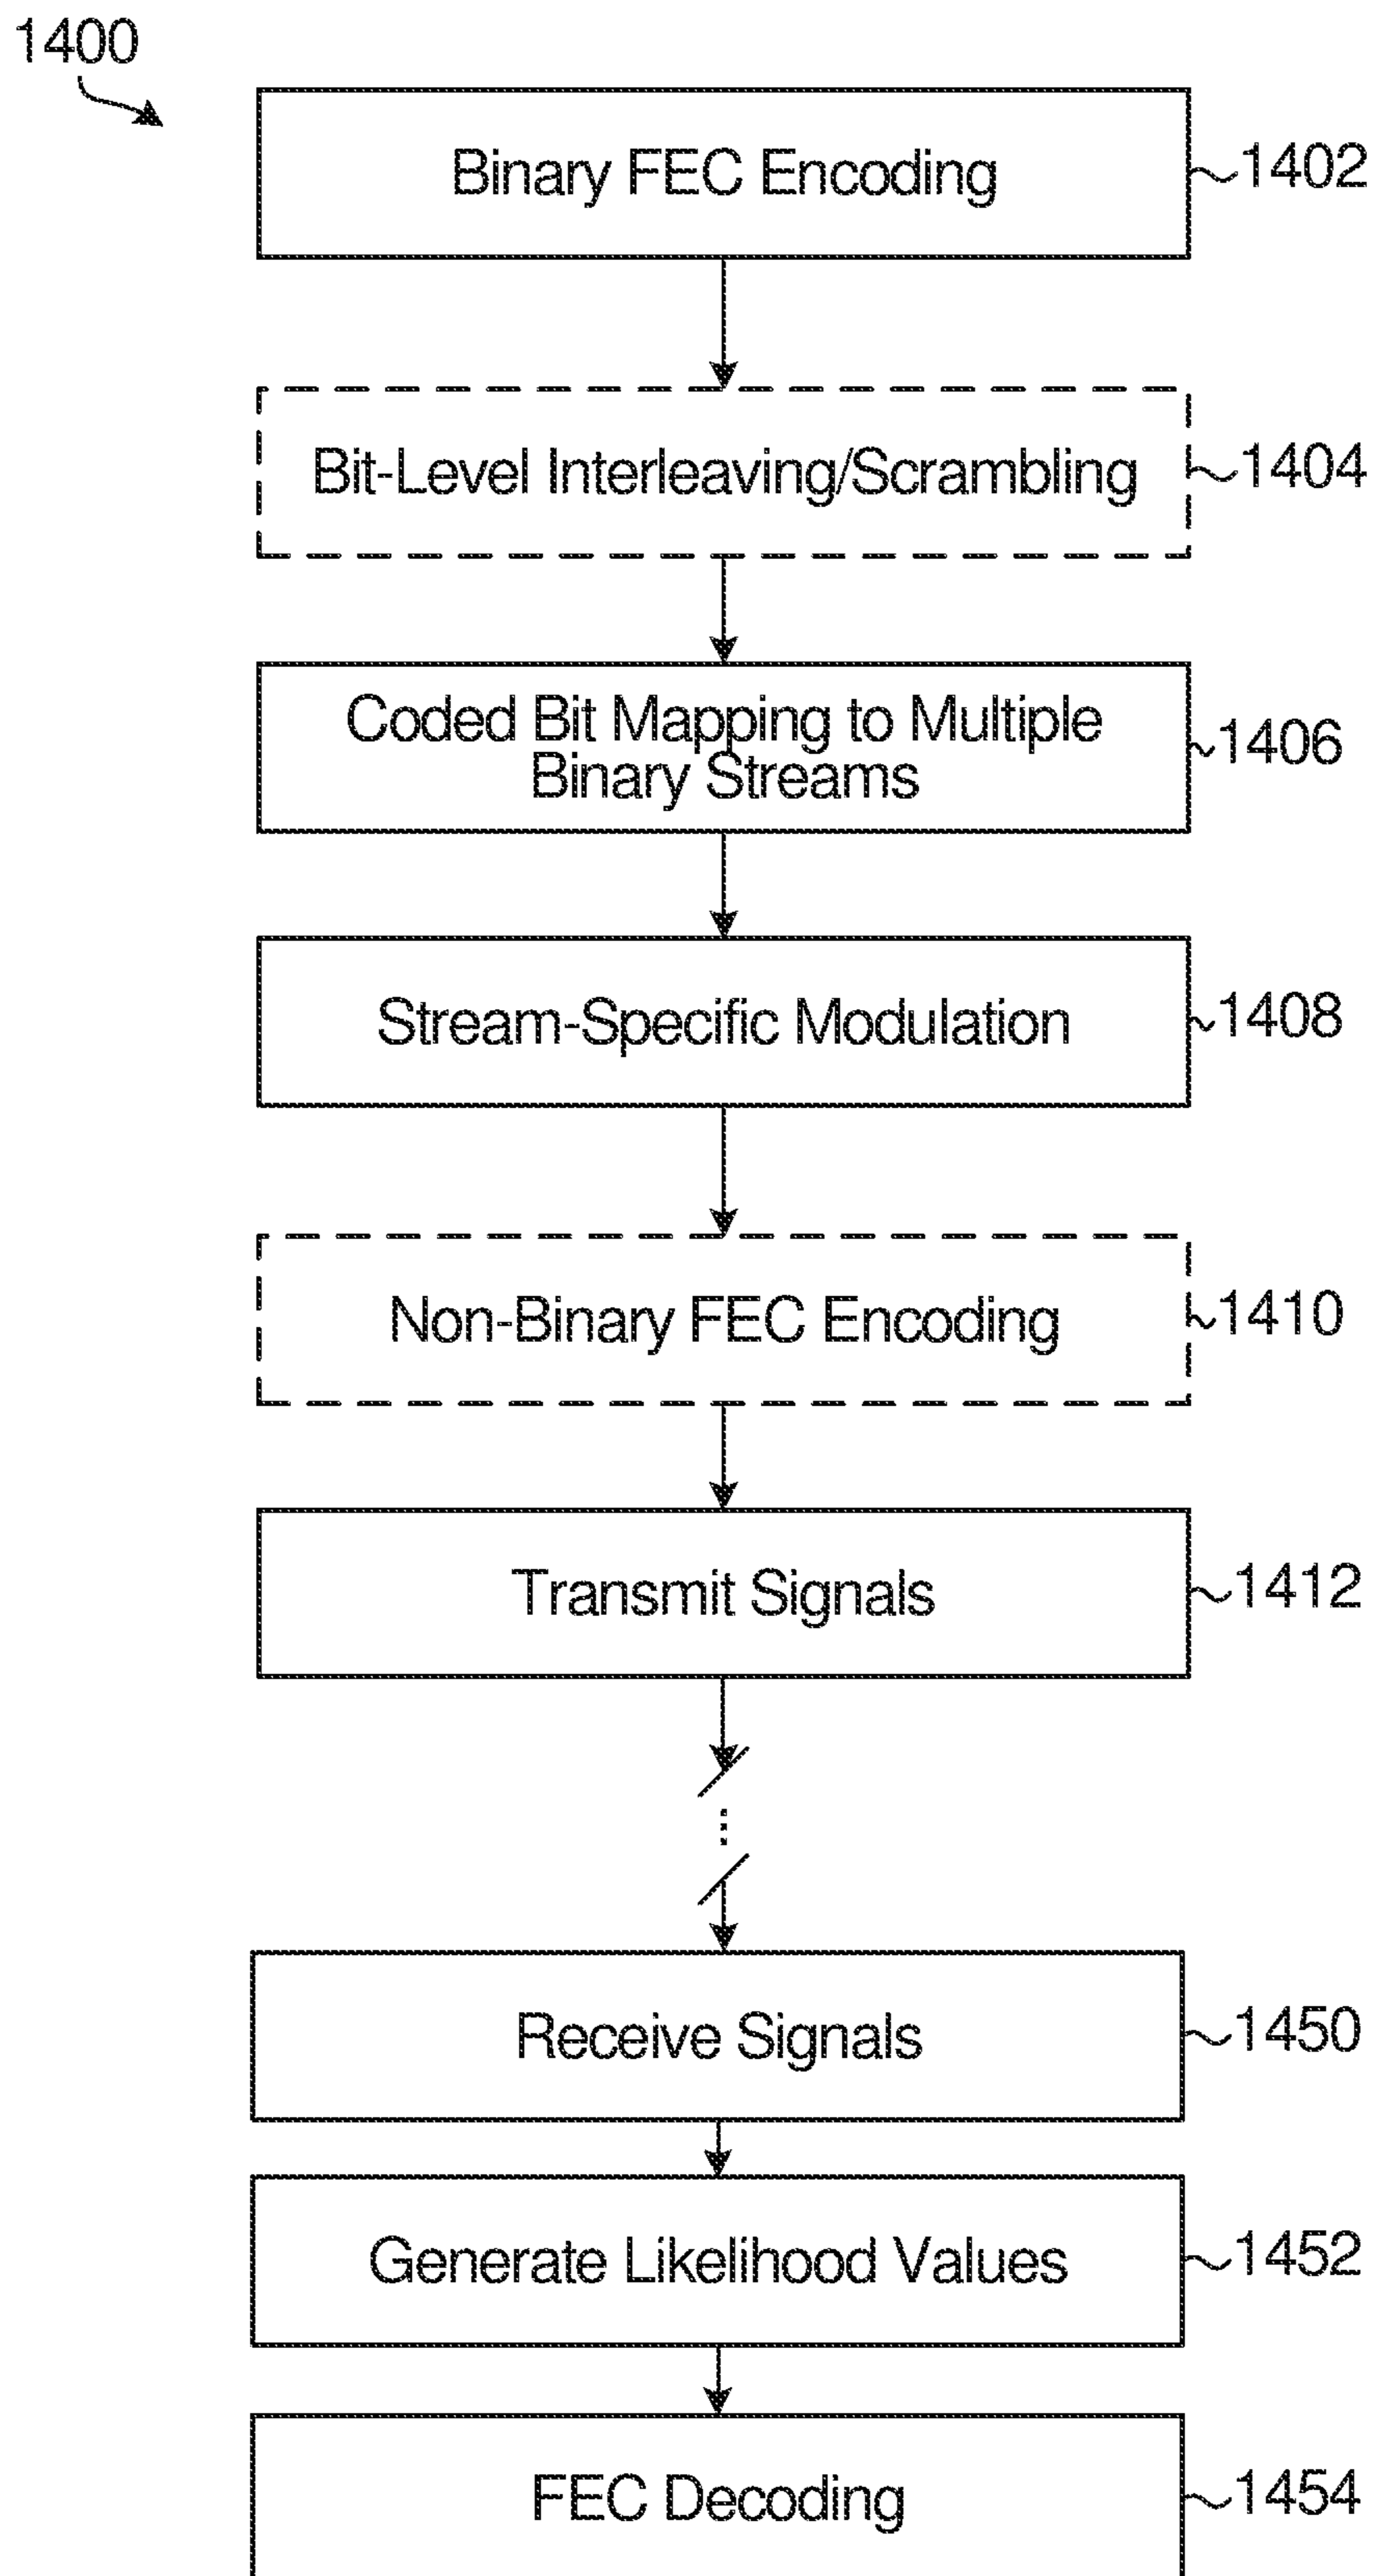 1400
Binary FEC Encoding
1402
Bit-Level Interleaving/Scrambling
1404
Coded Bit Mapping to Multiple
Binary Streams
1406
Stream-Specific Modulation
1408
Non-Binary FEC Encoding
1410
Transmit Signals
1412
Receive Signals
1450
Generate Likelihood Values
1452
FEC Decoding
1454